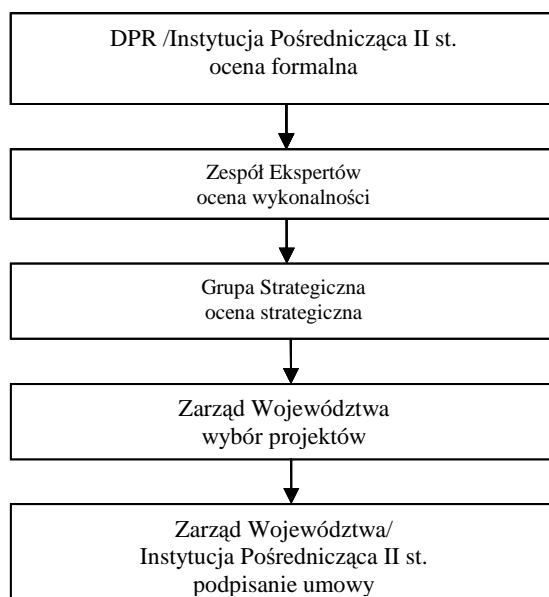 DPR /Instytucja Pośrednicząca II st.
ocena formalna
Zespół Ekspertów
ocena wykonalności
Grupa Strategiczna
ocena strategiczna
Zarząd Województwa
wybór projektów
Zarząd Województwa/
Instytucja Pośrednicząca II st.
podpisanie umowy